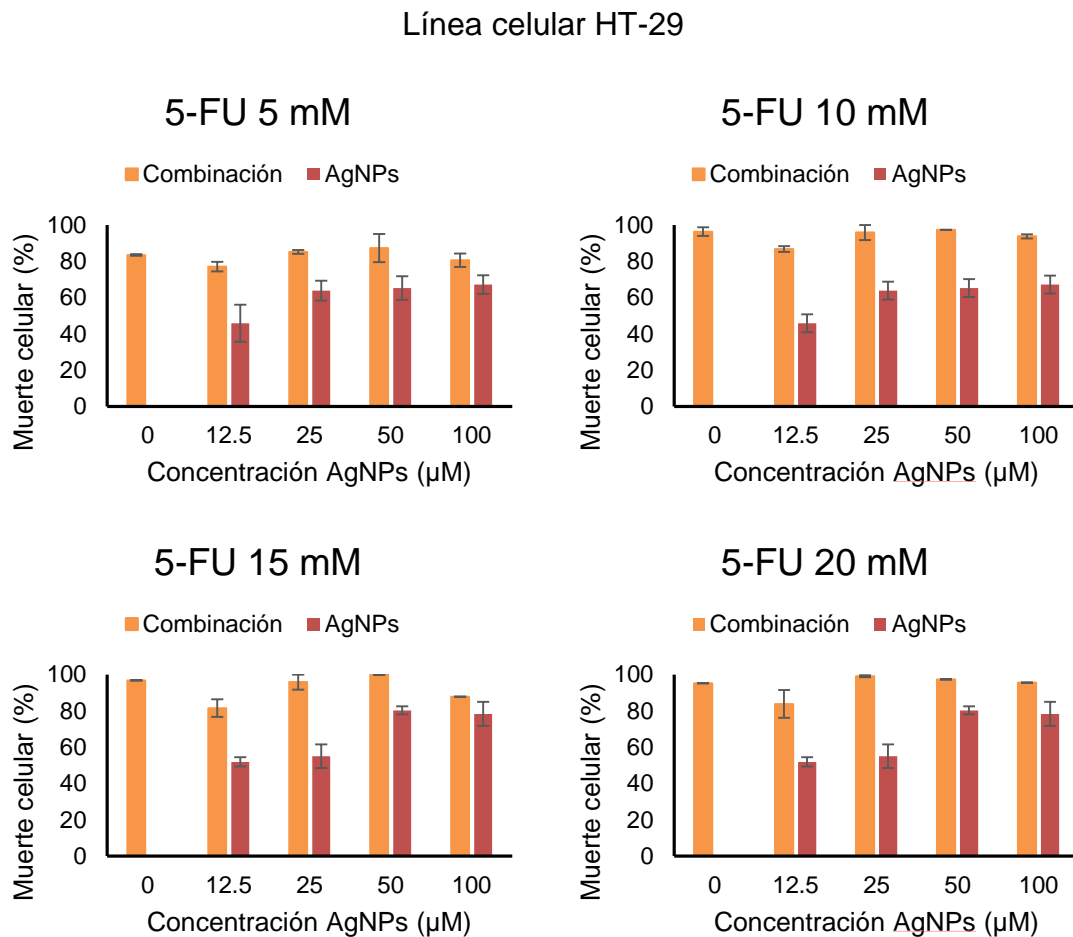 Línea celular HT-29
5-FU 5 mM
Combinación AgNPs
Muerte celular (%)
100
80
60
40
20
0
0 12.5 25 50 100
Concentración AgNPs (µM)
5-FU 10 mM
Combinación AgNPs
Muerte celular (%)
100
80
60
40
20
0
0 12.5 25 50 100
Concentración AgNPs (µM)
5-FU 15 mM
Combinación AgNPs
Muerte celular (%)
100
80
60
40
20
0
0 12.5 25 50 100
Concentración AgNPs (µM)
5-FU 20 mM
Combinación AgNPs
Muerte celular (%)
100
80
60
40
20
0
0 12.5 25 50 100
Concentración AgNPs (µM)